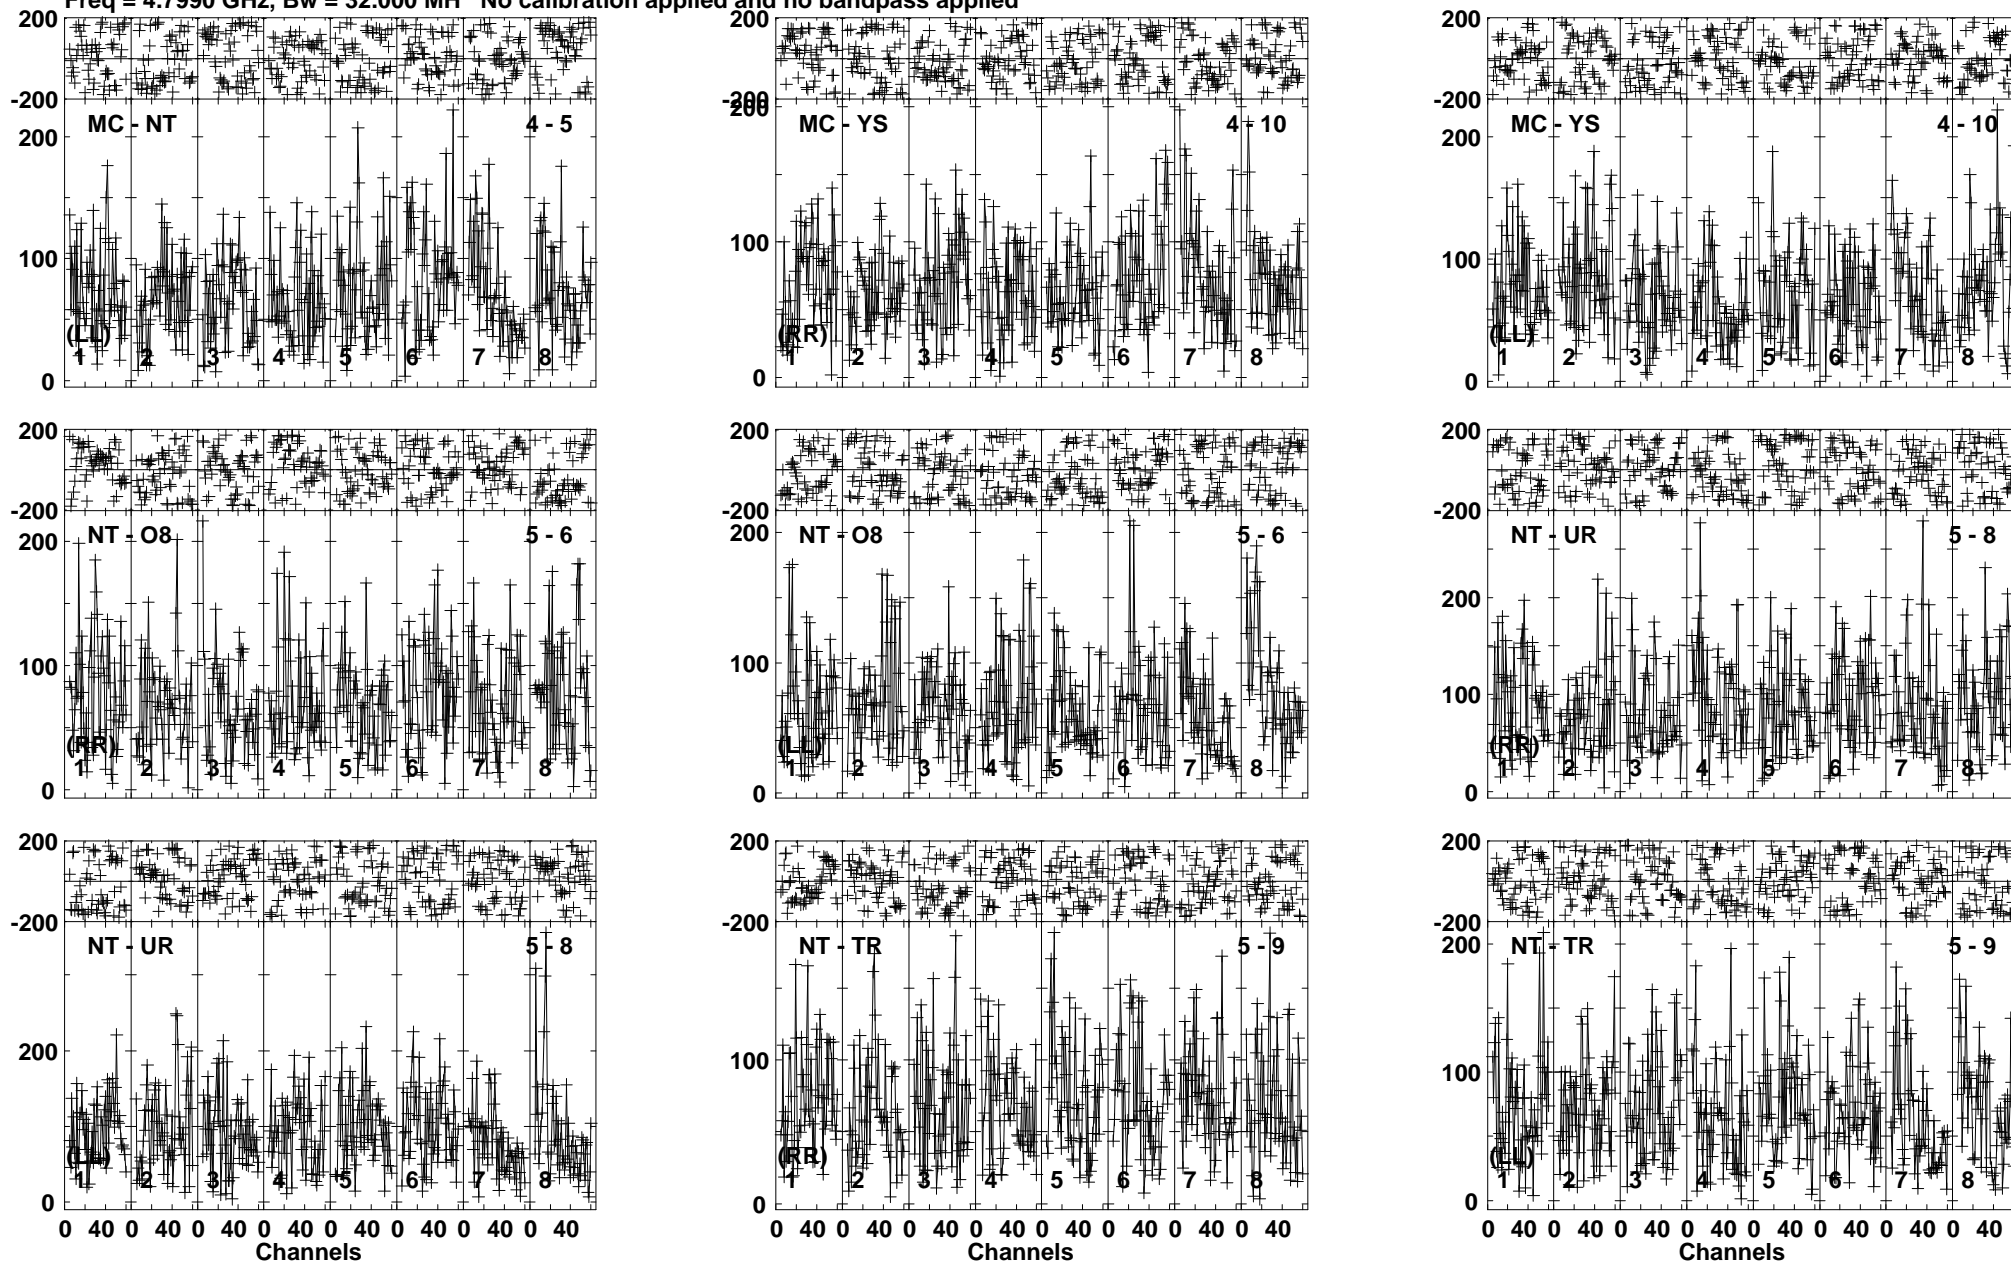 Freq = 4.7990 GHz, Bw = 32.000 MH No calibration applied and no bandpass applied
200 200 200
-200 -200 -200
200
MC - NT 4 - 5 MC - YS 4 - 10 MC - YS 4 - 10
200 200
100 100 100
(LL) (RR) (LL)
1 2 3 4 5 6 7 8 1 2 3 4 5 6 7 8 1 2 3 4 5 6 7 8
0 0 0
200 200 200
-200 -200 -200
NT - O8 5 - 6 NT - O8 5 - 6 NT - UR 5 - 8
200 200
200
100 100 100
(RR) (LL) (RR)
1 2 3 4 5 6 7 8 1 2 3 4 5 6 7 8 1 2 3 4 5 6 7 8
0 0 0
200 200 200
-200 -200 -200
NT - UR 5 - 8 NT - TR 5 - 9 NT - TR 5 - 9
200
200 100 100
(LL) (RR) (LL)
1 2 3 4 5 6 7 8 1 2 3 4 5 6 7 8 1 2 3 4 5 6 7 8
0 0 0
0 40 0 40 0 40 0 40 0 40 0 40 0 40 0 40 0 40 0 40 0 40 0 40 0 40 0 40 0 40 0 40 0 40 0 40 0 40 0 40 0 40 0 40 0 40 0 40
Channels Channels Channels